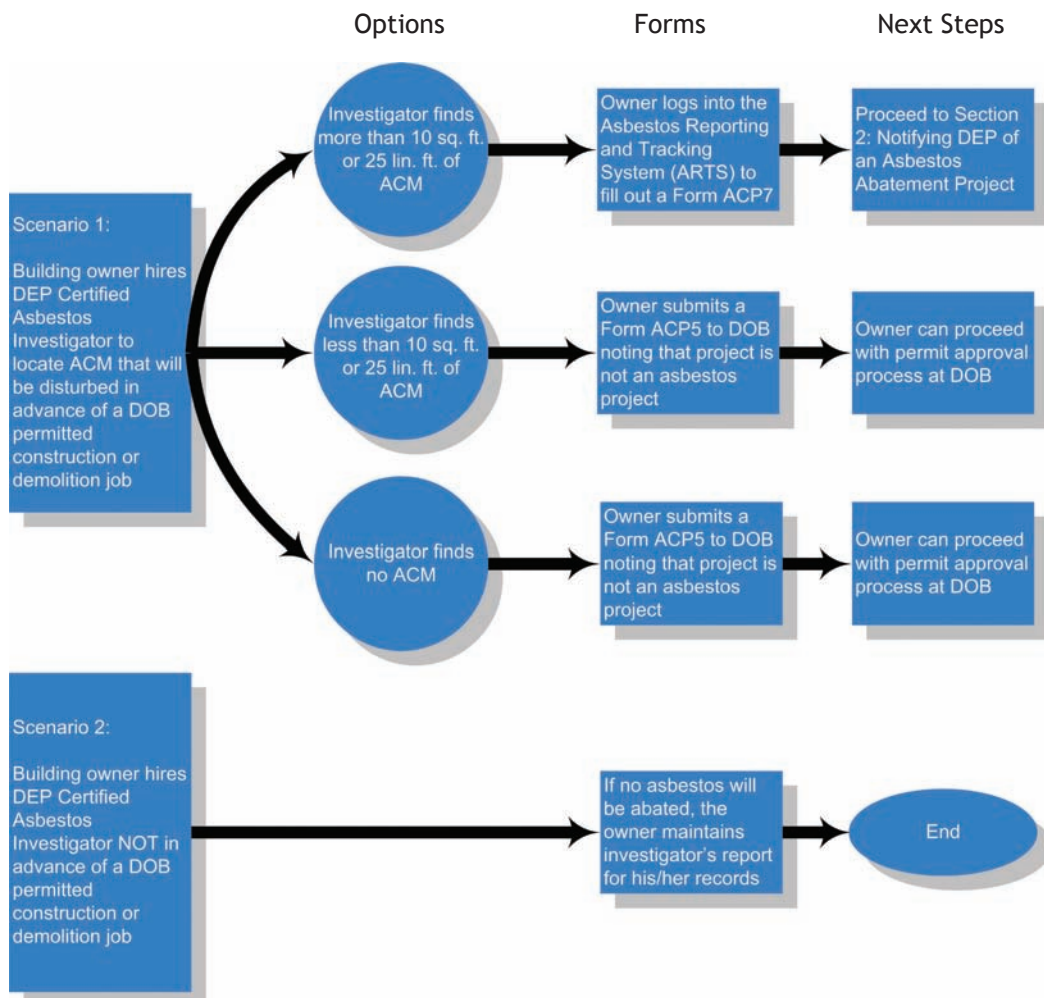 Options
Forms
Next Steps
Scenario 1:
Building owner hires
DEP Certified
Asbestos
Investigator to
locate ACM that will
be disturbed in
advance of a DOB
permitted
construction or
demolition job
Investigator finds
more than 10 sq. ft.
or 25 lin. ft. of
ACM
Owner logs into the
Asbestos Reporting
and Tracking
System (ARTS) to
fill out a Form ACP7
Proceed to Section
2: Notifying DEP of
an Asbestos
Abatement Project
Investigator finds
less than 10 sq. ft.
or 25 lin. ft. of
ACM
Owner submits a
Form ACP5 to DOB
noting that project is
not an asbestos
project
Owner can proceed
with permit approval
process at DOB
Investigator finds
no ACM
Owner submits a
Form ACP5 to DOB
noting that project is
not an asbestos
project
Owner can proceed
with permit approval
process at DOB
Scenario 2:
Building owner hires
DEP Certified
Asbestos
Investigator NOT in
advance of a DOB
permitted
construction or
demolition job
If no asbestos will
be abated, the
owner maintains
investigator's report
for his/her records
End